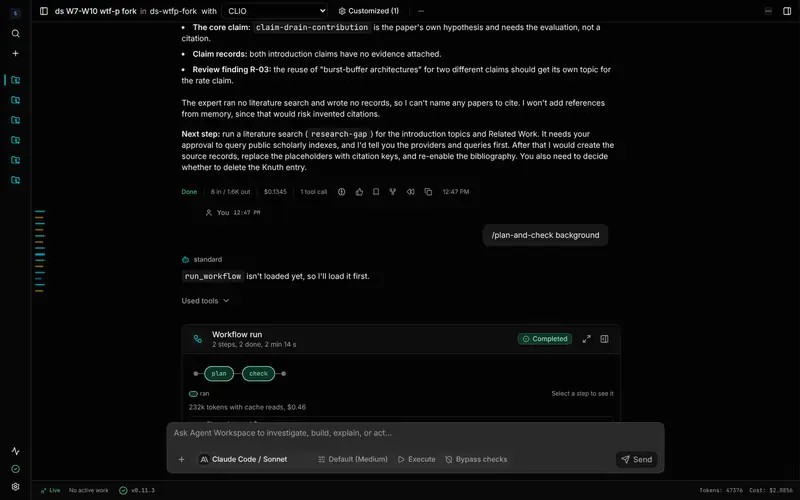 ds W7-W10 wtf-p fork in ds-wtfp-fork with CLIO Customized (1)
• The core claim: claim-drain-contribution is the paper's own hypothesis and needs the evaluation, not a
citation.
• Claim records: both introduction claims have no evidence attached.
• Review finding R-03: the reuse of "burst-buffer architectures" for two different claims should get its own topic for
the rate claim.
The expert ran no literature search and wrote no records, so I can't name any papers to cite. I won't add references
from memory, since that would risk invented citations.
Next step: run a literature search ( research-gap ) for the introduction topics and Related Work. It needs your
approval to query public scholarly indexes, and I'd tell you the providers and queries first. After that I would create the
source records, replace the placeholders with citation keys, and re-enable the bibliography. You also need to decide
whether to delete the Knuth entry.
Done 8 in / 1.6K out $0.1345 1 tool call 12:47 PM
You 12:47 PM
/plan-and-check background
standard
run_workflow isn't loaded yet, so I'll load it first.
Used tools
Workflow run
2 steps, 2 done, 2 min 14 s
Completed
plan check
ran Select a step to see it
232k tokens with cache reads, $0.46
Ask Agent Workspace to investigate, build, explain, or act...
Claude Code / Sonnet Default (Medium) Execute Bypass checks Send
Live No active work v0.11.3 Tokens: 47376 Cost: $2.0856